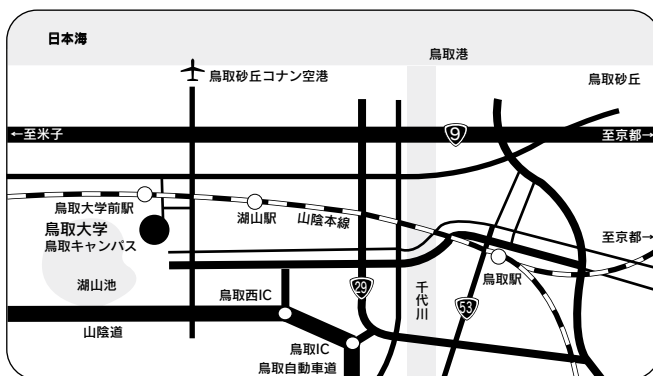 日本海
鳥取港
鳥取砂丘コナン空港
鳥取砂丘
←至米子
9
至京都→
鳥取大学前駅
湖山駅
山陰本線
鳥取大学
鳥取キャンパス
至京都→
湖山池
鳥取駅
鳥取西IC
29
千代川
53
山陰道
鳥取IC
鳥取自動車道